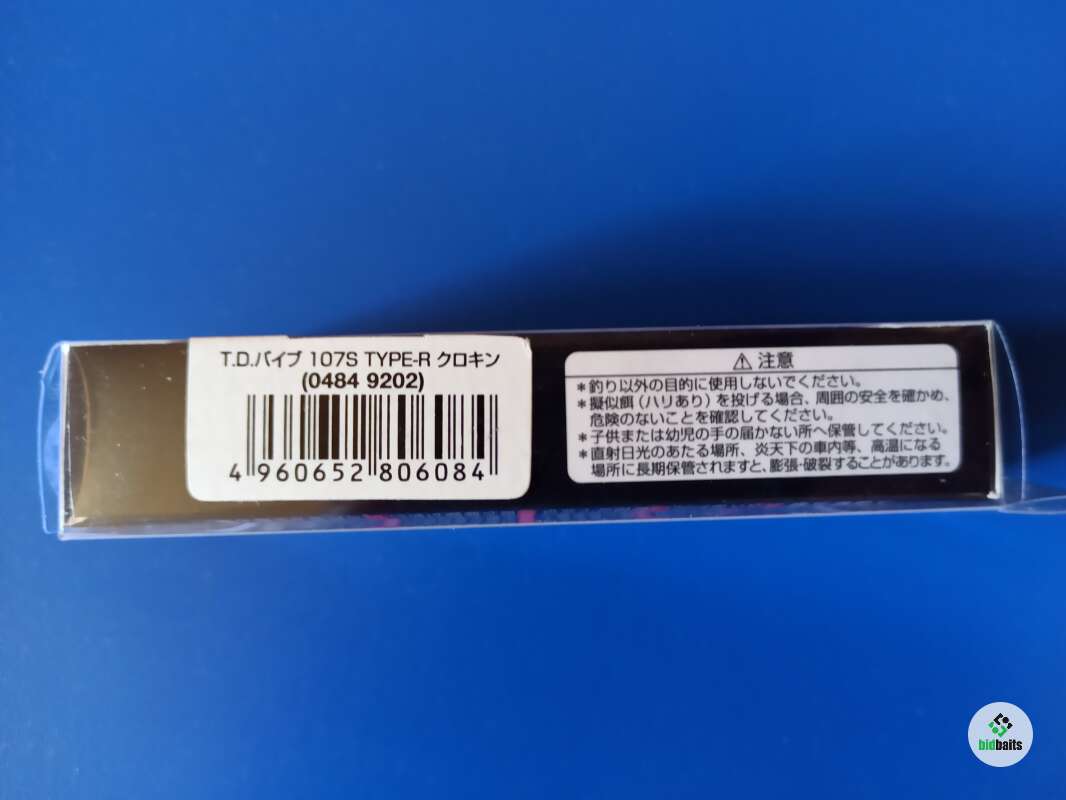 T.D.バイブ 107S TYPE-R クロキン
(0484 9202)
4 960652 806084
⚠ 注意
*釣り以外の目的に使用しないでください。
*擬似餌(ハリあり)を投げる場合、周囲の安全を確かめ、
危険のないことを確認してください。
*子供または幼児の手の届かない所へ保管してください。
*直射日光のあたる場所、炎天下の車内等、高温になる
場所に長期保管されますと、膨張・破裂することがあります。
bidbaits